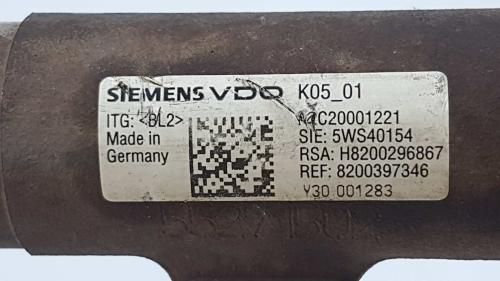 SIEMENS VDO K05_01
ITG: <BL2> A2C20001221
Made in SIE: 5WS40154
Germany RSA: H8200296867
REF: 8200397346
Y30 001283